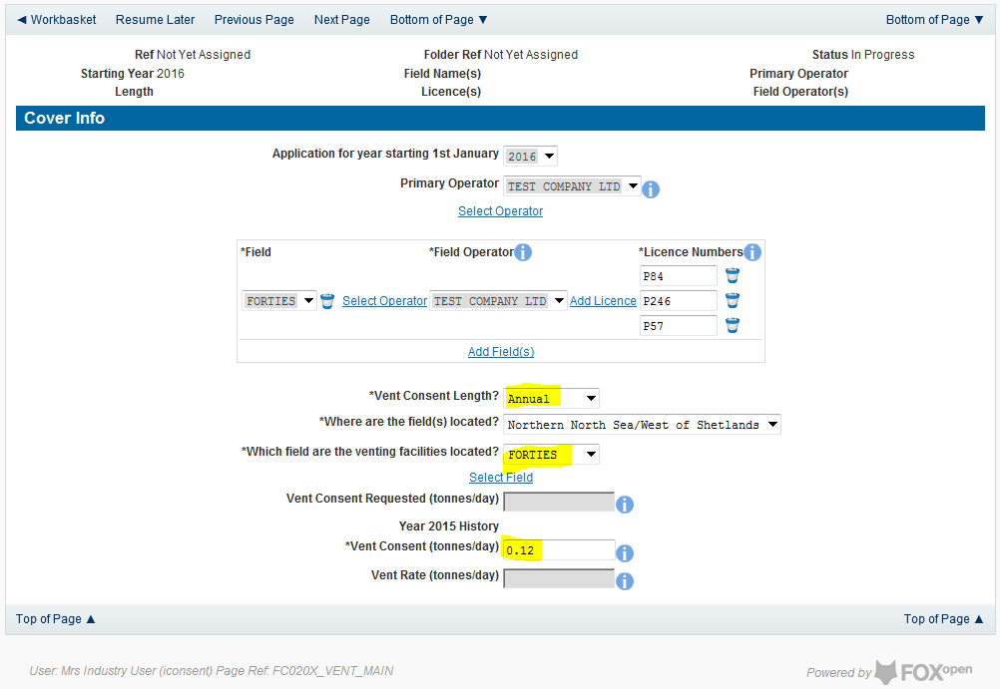 ◀ Workbasket Resume Later Previous Page Next Page Bottom of Page ▼ Bottom of Page ▼
Ref Not Yet Assigned Folder Ref Not Yet Assigned Status In Progress
Starting Year 2016 Field Name(s) Primary Operator
Length Licence(s) Field Operator(s)
Cover Info
Application for year starting 1st January 2016
Primary Operator TEST COMPANY LTD
Select Operator
*Field *Field Operator *Licence Numbers
P84
FORTIES Select Operator TEST COMPANY LTD Add Licence P246
P57
Add Field(s)
*Vent Consent Length? Annual
*Where are the field(s) located? Northern North Sea/West of Shetlands
*Which field are the venting facilities located? FORTIES
Select Field
Vent Consent Requested (tonnes/day)
Year 2015 History
*Vent Consent (tonnes/day) 0.12
Vent Rate (tonnes/day)
Top of Page ▲ Top of Page ▲
User: Mrs Industry User (iconsent) Page Ref: FC020X_VENT_MAIN Powered by FOXopen